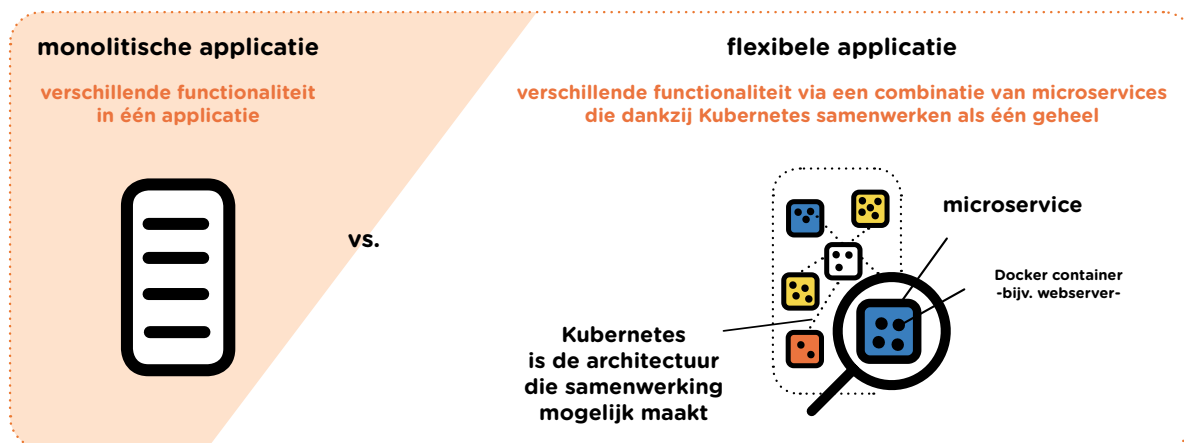 monolitische applicatie
verschillende functionaliteit
in één applicatie
vs.
flexibele applicatie
verschillende functionaliteit via een combinatie van microservices
die dankzij Kubernetes samenwerken als één geheel
microservice
Docker container
-bijv. webserver-
Kubernetes
is de architectuur
die samenwerking
mogelijk maakt